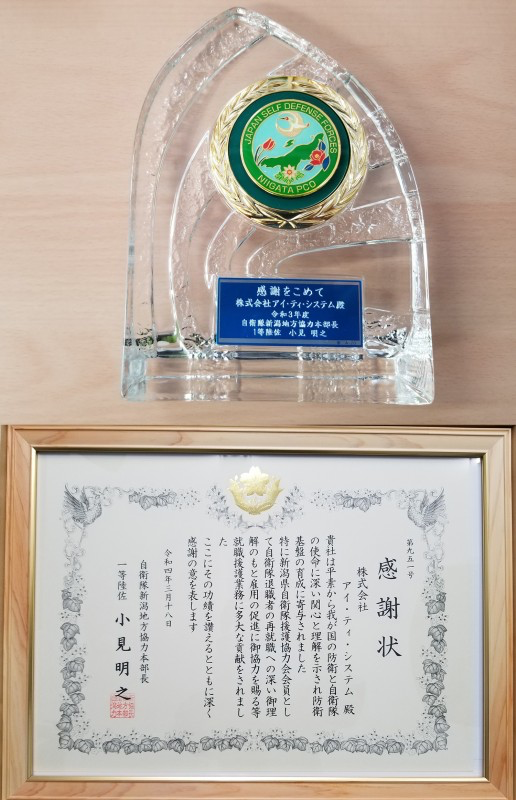 JAPAN SELF DEFENSE FORCES
NIIGATA PCO
感謝をこめて
株式会社アイ・ティ・システム殿
令和3年度
自衛隊新潟地方協力本部長
1等陸佐 小見 明之
第九五一号
感謝状
株式会社
アイ・ティ・システム 殿
貴社は平素から我が国の防衛と自衛隊
の使命に深い関心と理解を示され防衛
基盤の育成に寄与されました
特に新潟県自衛隊援護協力会会員とし
て自衛隊退職者の再就職への深い御理
解のもと雇用の促進に御協力を賜る等
就職援護業務に多大な貢献をされまし
た
ここにその功績を讃えるとともに深く
感謝の意を表します
令和四年三月十八日
自衛隊新潟地方協力本部長
一等陸佐 小見明之